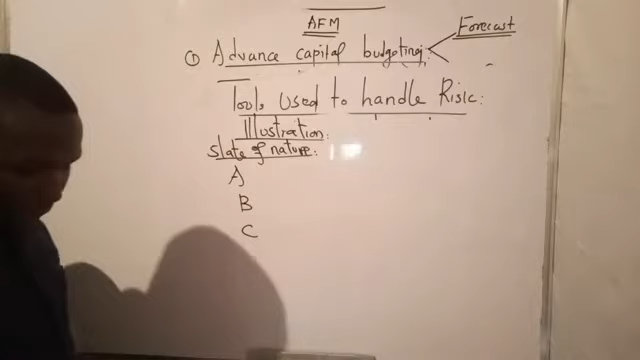 AFM
① Advance capital budgeting: Forecast
Tools Used to handle Risk:
Illustration:
State of nature:
A
B
C